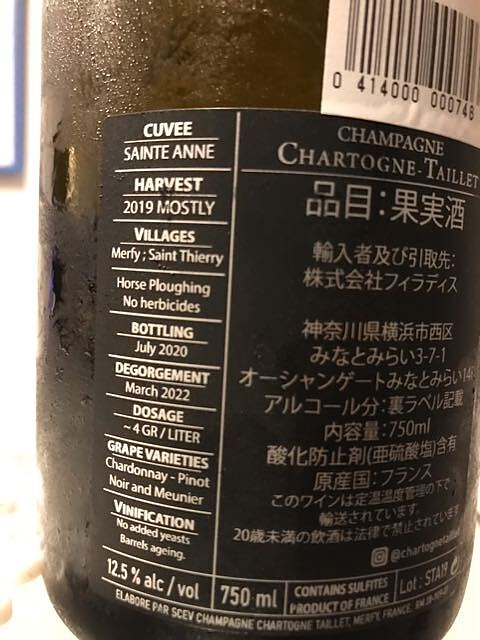 0 414000 000748
CUVEE
SAINTE ANNE
HARVEST
2019 MOSTLY
VILLAGES
Merfy ; Saint Thierry
Horse Ploughing
No herbicides
BOTTLING
July 2020
DEGORGEMENT
March 2022
DOSAGE
~ 4 GR / LITER
GRAPE VARIETIES
Chardonnay - Pinot
Noir and Meunier
VINIFICATION
No added yeasts
Barrels ageing.
12.5 % alc / vol
CHAMPAGNE
CHARTOGNE-TAILLET
品目:果実酒
輸入者及び引取先:
株式会社フィラディス
神奈川県横浜市西区
みなとみらい3-7-1
オーシャンゲートみなとみらい14F
アルコール分:裏ラベル記載
内容量:750ml
酸化防止剤(亜硫酸塩)含有
原産国:フランス
このワインは定温温度管理の下で
輸送されています。
20歳未満の飲酒は法律で禁止されています
@chartognetaillet
750 ml
CONTAINS SULFITES
PRODUCT OF FRANCE
Lot : STA19
ELABORE PAR SCEV CHAMPAGNE CHARTOGNE TAILLET, MERFY, FRANCE.